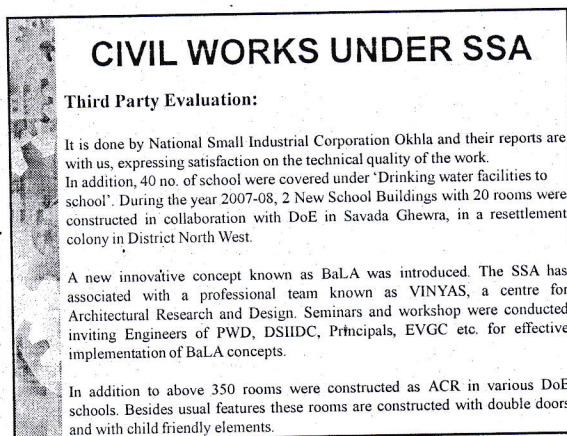 CIVIL WORKS UNDER SSA
Third Party Evaluation:
It is done by National Small Industrial Corporation Okhla and their reports are
with us, expressing satisfaction on the technical quality of the work.
In addition, 40 no. of school were covered under ‘Drinking water facilities to
school’. During the year 2007-08, 2 New School Buildings with 20 rooms were
constructed in collaboration with DoE in Savada Ghewra, in a resettlement
colony in District North West.
A new innovative concept known as BaLA was introduced. The SSA has
associated with a professional team known as VINYAS, a centre for
Architectural Research and Design. Seminars and workshop were conducted
inviting Engineers of PWD, DSIIDC, Principals, EVGC etc. for effective
implementation of BaLA concepts.
In addition to above 350 rooms were constructed as ACR in various DoE
schools. Besides usual features these rooms are constructed with double doors
and with child friendly elements.